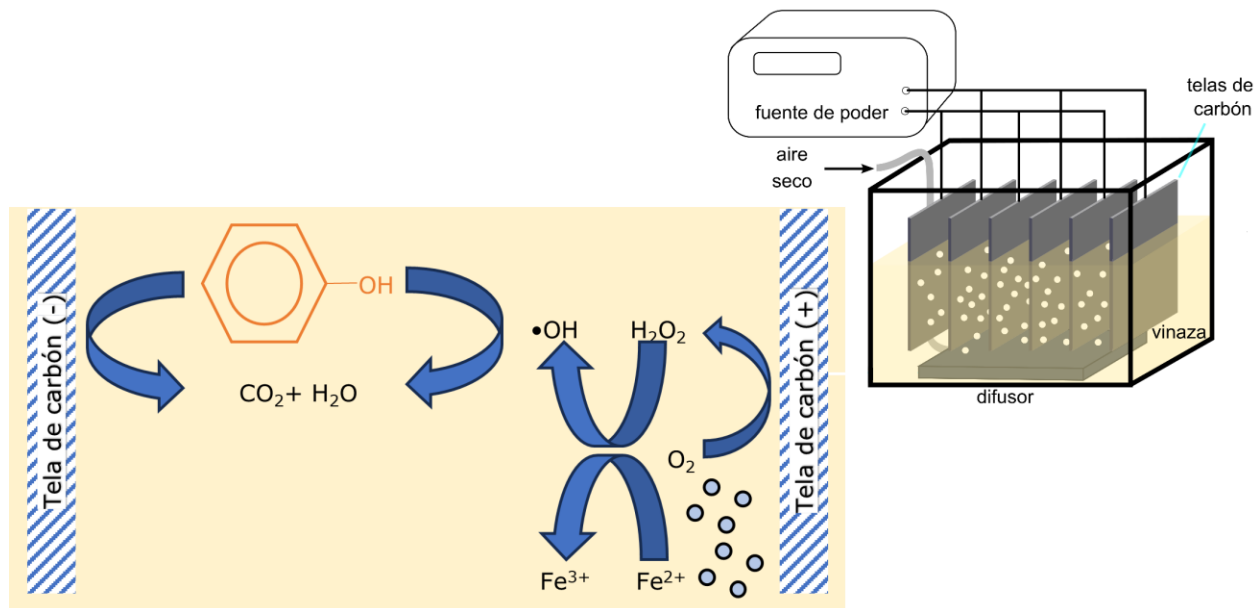 fuente de poder
telas de
carbón
aire
seco
vinaza
difusor
Tela de carbón (-)
OH
•OH
H₂O₂
CO₂+ H₂O
O₂
Fe³⁺
Fe²⁺
Tela de carbón (+)